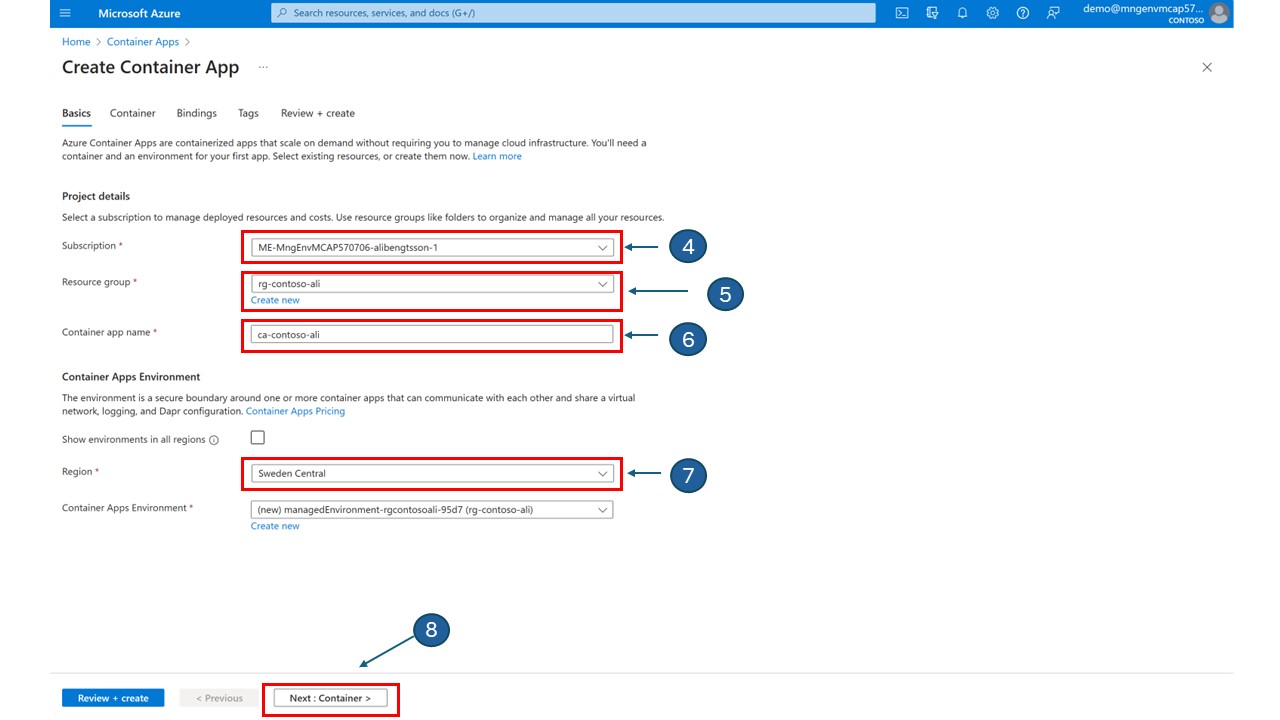 Microsoft Azure
Search resources, services, and docs (G+/)
demo@mngenvmcap57...
CONTOSO
Home > Container Apps >
Create Container App ...
Basics Container Bindings Tags Review + create
Azure Container Apps are containerized apps that scale on demand without requiring you to manage cloud infrastructure. You'll need a
container and an environment for your first app. Select existing resources, or create them now. Learn more
Project details
Select a subscription to manage deployed resources and costs. Use resource groups like folders to organize and manage all your resources.
Subscription * ME-MngEnvMCAP570706-alibengtsson-1 4
Resource group * rg-contoso-ali
Create new 5
Container app name * ca-contoso-ali 6
Container Apps Environment
The environment is a secure boundary around one or more container apps that can communicate with each other and share a virtual
network, logging, and Dapr configuration. Container Apps Pricing
Show environments in all regions
Region * Sweden Central 7
Container Apps Environment * (new) managedEnvironment-rgcontosoali-95d7 (rg-contoso-ali)
Create new
8
Review + create < Previous Next : Container >